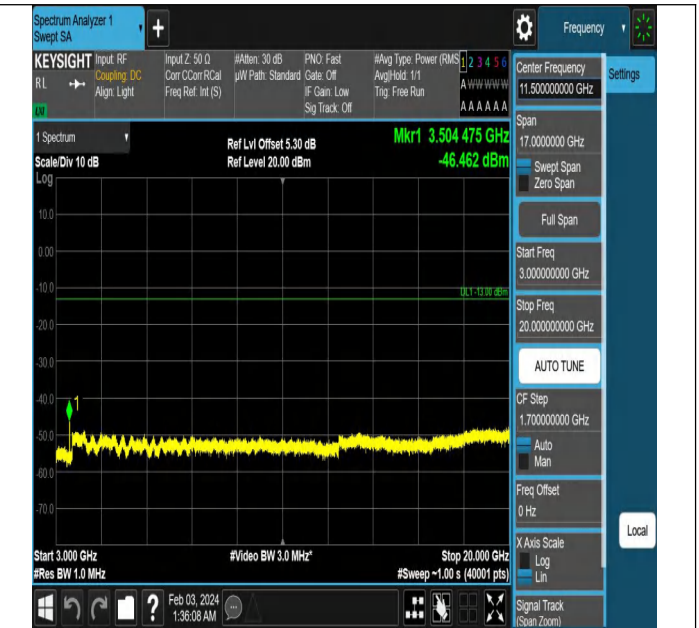 Spectrum Analyzer 1
Swept SA
+
Frequency
KEYSIGHT
RL
Input: RF
Coupling: DC
Align: Light
Input Z: 50 Ω
Corr CCorr RCal
Freq Ref: Int (S)
#Atten: 30 dB
µW Path: Standard
PNO: Fast
Gate: Off
IF Gain: Low
Sig Track: Off
#Avg Type: Power (RMS
Avg|Hold: 1/1
Trig: Free Run
1 2 3 4 5 6
A W W W W W
A A A A A A
1 Spectrum
Scale/Div 10 dB
Log
Ref Lvl Offset 5.30 dB
Ref Level 20.00 dBm
Mkr1 3.504 475 GHz
-46.462 dBm
10.0
0.00
-10.0
DL1 -13.00 dBm
-20.0
-30.0
-40.0
1
-50.0
-60.0
-70.0
Start 3.000 GHz
#Res BW 1.0 MHz
#Video BW 3.0 MHz*
Stop 20.000 GHz
#Sweep ~1.00 s (40001 pts)
?
Feb 03, 2024
1:36:08 AM
Center Frequency
11.500000000 GHz
Settings
Span
17.0000000 GHz
Swept Span
Zero Span
Full Span
Start Freq
3.000000000 GHz
Stop Freq
20.000000000 GHz
AUTO TUNE
CF Step
1.700000000 GHz
Auto
Man
Freq Offset
0 Hz
Local
X Axis Scale
Log
Lin
Signal Track
(Span Zoom)